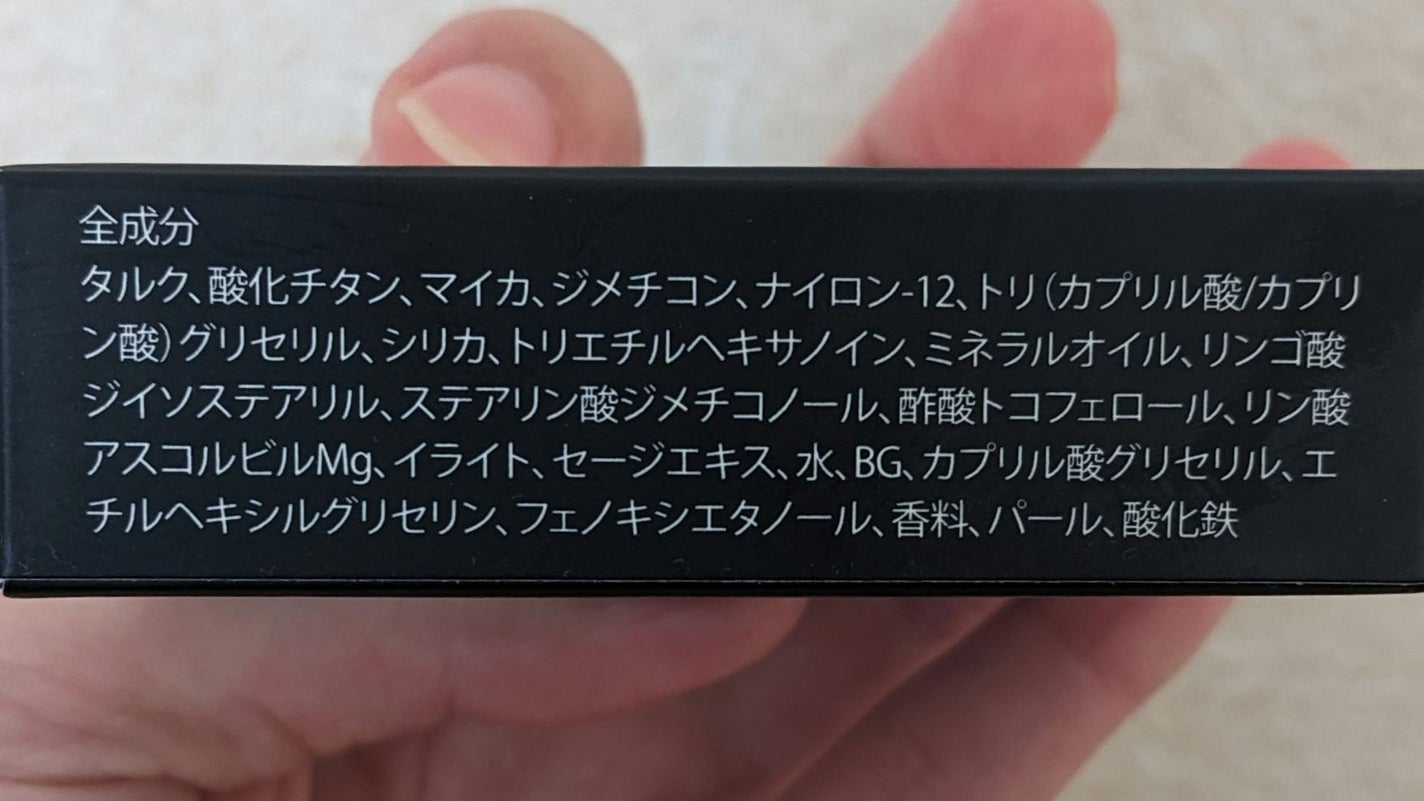 全成分
タルク、酸化チタン、マイカ、ジメチコン、ナイロン-12、トリ(カプリル酸/カプリ
ン酸)グリセリル、シリカ、トリエチルヘキサノイン、ミネラルオイル、リンゴ酸
ジイソステアリル、ステアリン酸ジメチコノール、酢酸トコフェロール、リン酸
アスコルビルMg、イライト、セージエキス、水、BG、カプリル酸グリセリル、エ
チルヘキシルグリセリン、フェノキシエタノール、香料、パール、酸化鉄